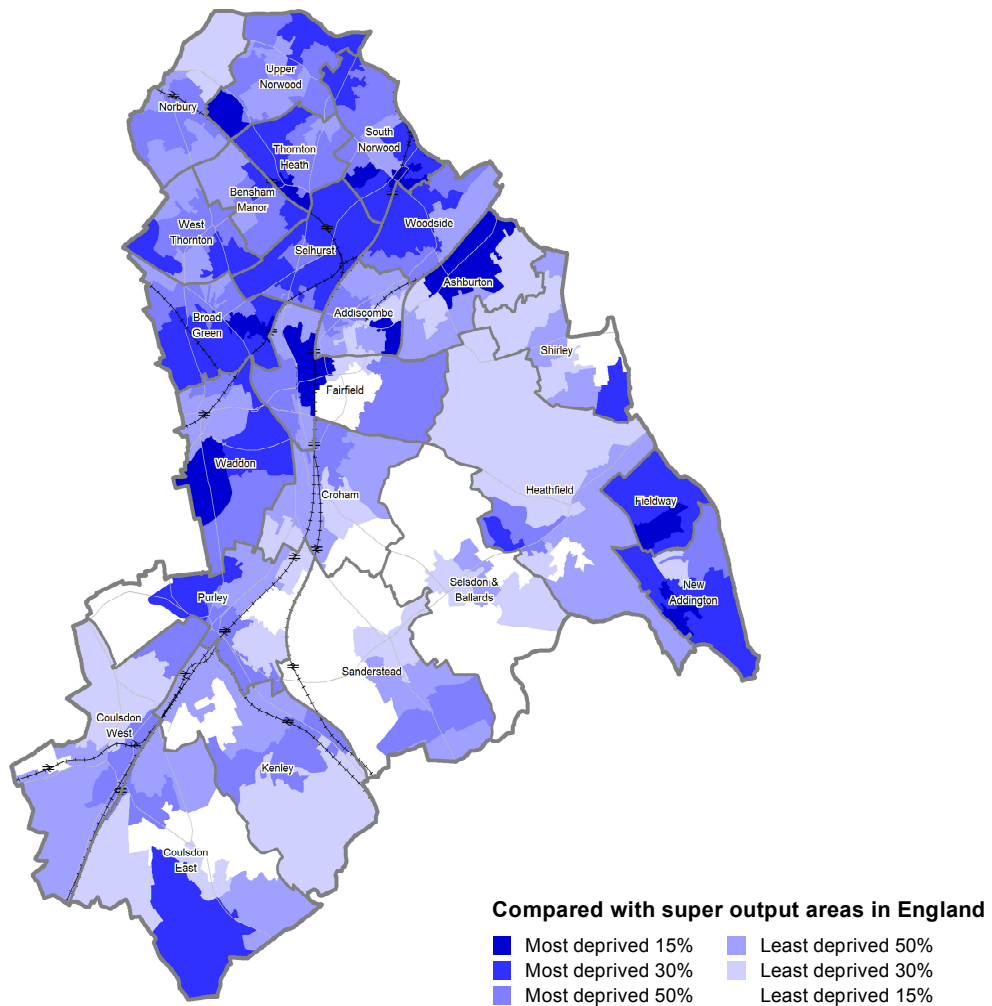 Upper
Norwood
Norbury
South
Norwood
Thornton
Heath
Bensham
Manor
West
Thornton
Woodside
Selhurst
Ashburton
Addiscombe
Broad
Green
Shirley
Fairfield
Waddon
Croham
Heathfield
Fieldway
Selsdon &
Ballards
New
Addington
Purley
Sanderstead
Coulsdon
West
Kenley
Coulsdon
East
Compared with super output areas in England
Most deprived 15%
Least deprived 50%
Most deprived 30%
Least deprived 30%
Most deprived 50%
Least deprived 15%